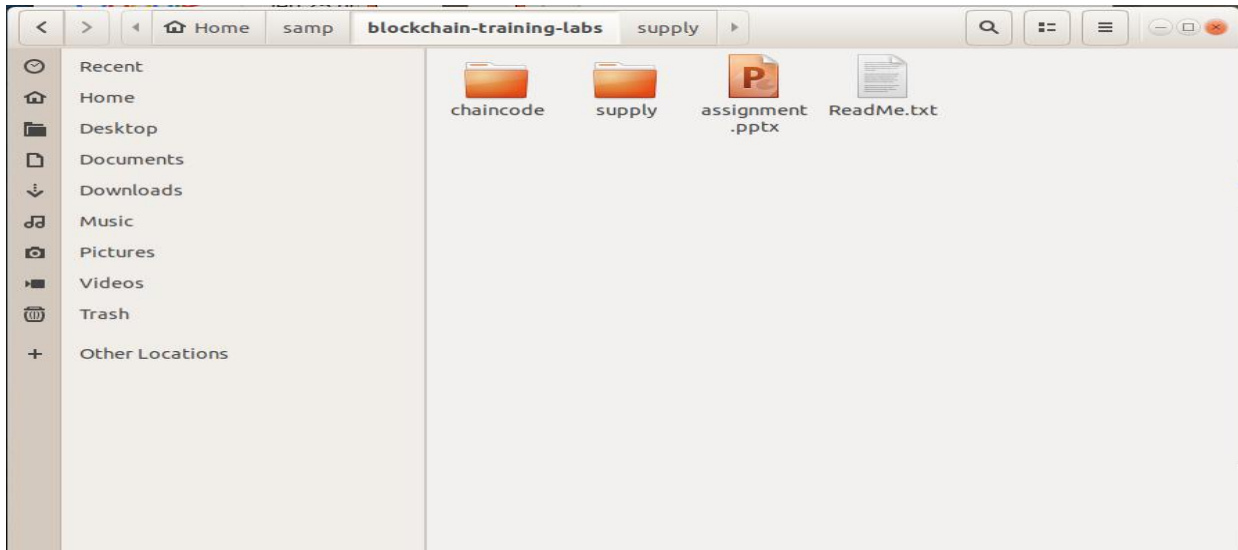 Home samp blockchain-training-labs supply
Recent
Home
Desktop
Documents
Downloads
Music
Pictures
Videos
Trash
Other Locations
chaincode supply assignment ReadMe.txt
.pptx